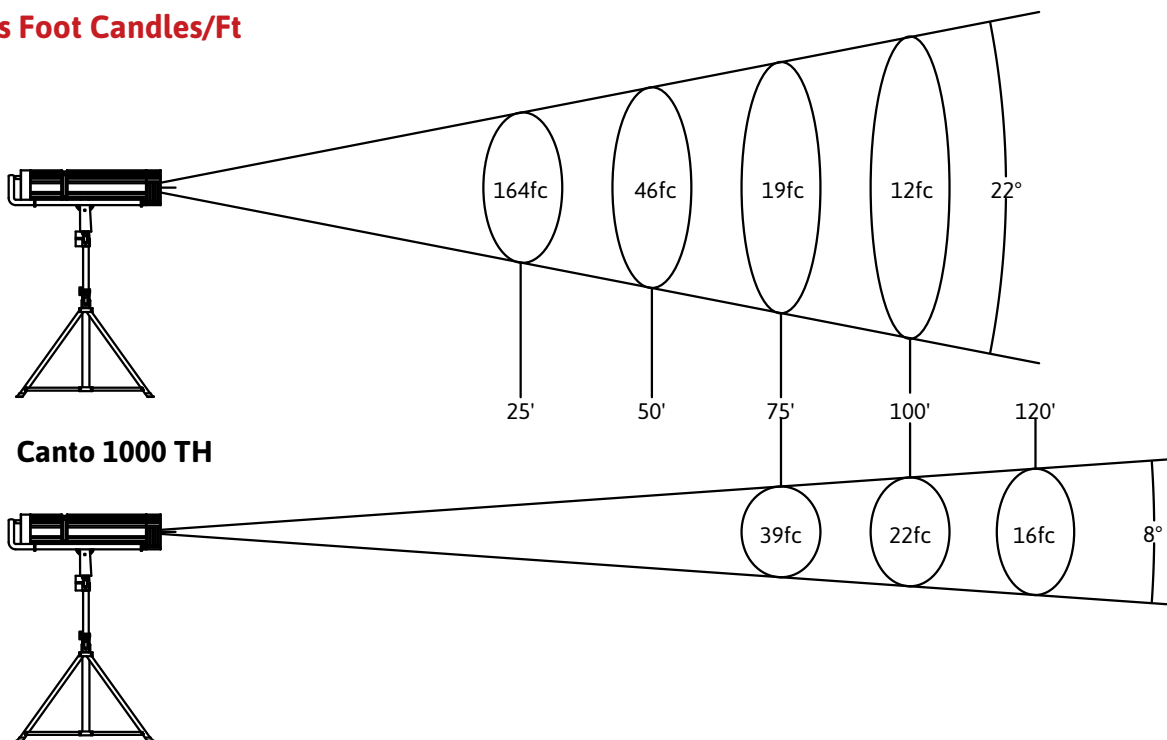 s Foot Candles/Ft
164fc 46fc 19fc 12fc 22°
25' 50' 75' 100' 120'
Canto 1000 TH
39fc 22fc 16fc 8°